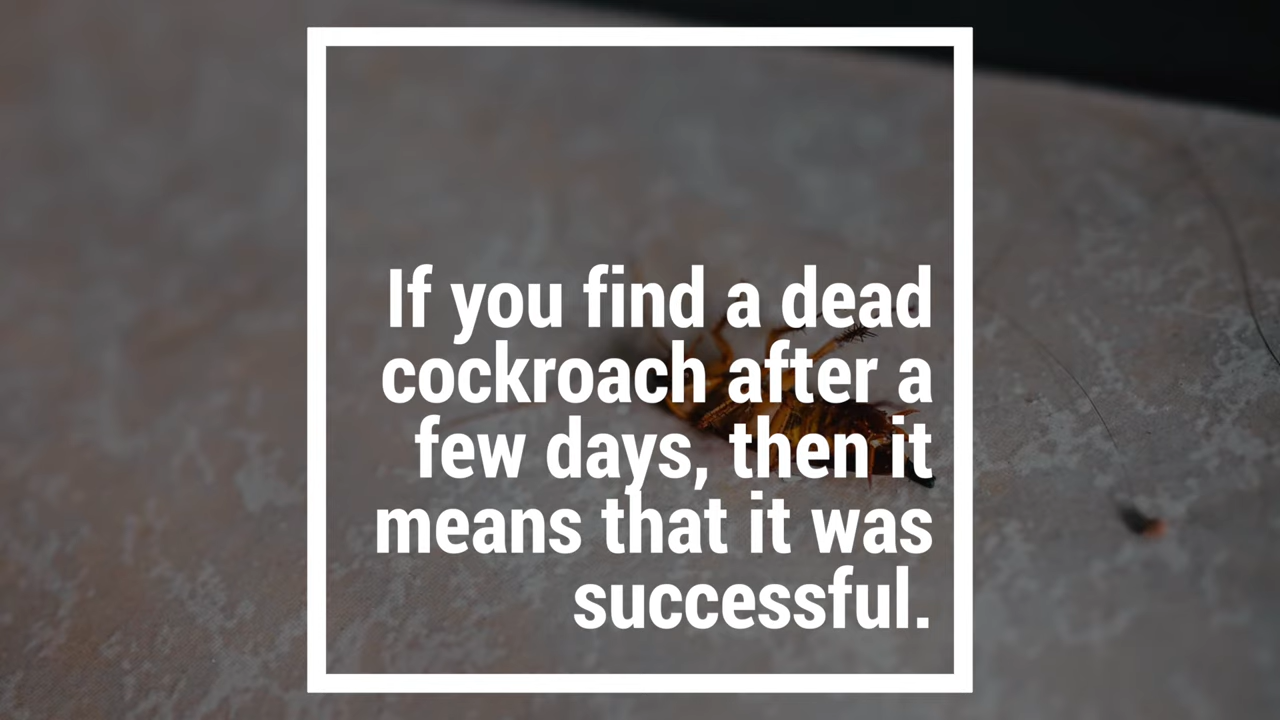 If you find a dead
cockroach after a
few days, then it
means that it was
successful.